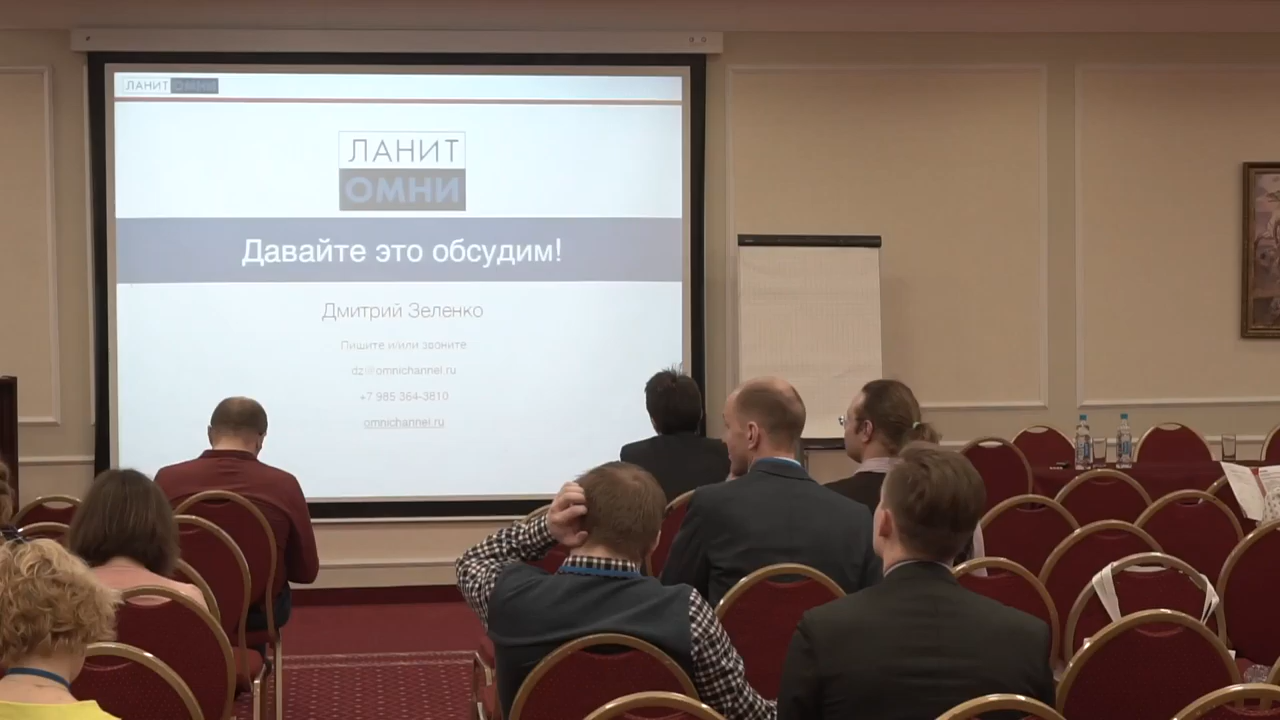 ЛАНИТ ОМНИ
ЛАНИТ
ОМНИ
Давайте это обсудим!
Дмитрий Зеленко
Пишите и/или звоните
dz@omnichannel.ru
+7 985 364-3810
omnichannel.ru